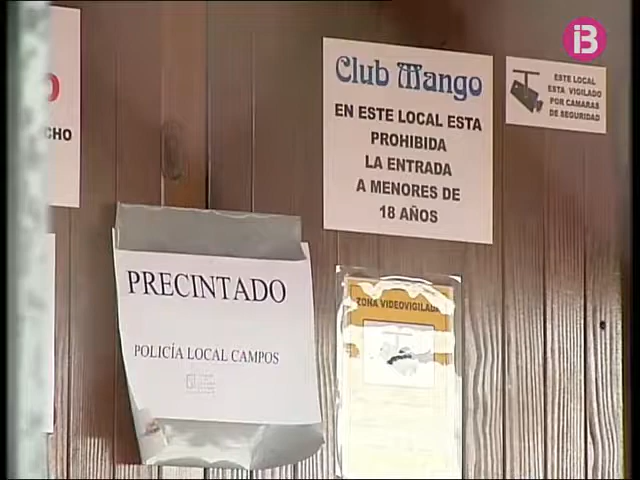 IB
CHO
Club Mango
EN ESTE LOCAL ESTA
PROHIBIDA
LA ENTRADA
A MENORES DE
18 AÑOS
ESTE LOCAL
ESTA VIGILADO
POR CAMARAS
DE SEGURIDAD
PRECINTADO
POLICÍA LOCAL CAMPOS
ZONA VIDEOVIGILADA